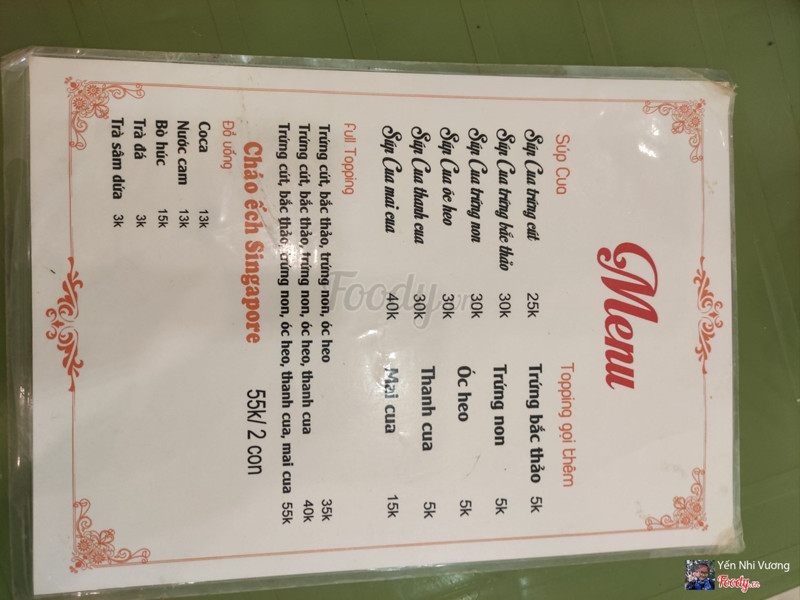 Menu
Súp Cua
Súp Cua trứng cút 25k
Súp Cua trứng bắc thảo 30k
Súp Cua trứng non 30k
Súp Cua óc heo 30k
Súp Cua thanh cua 30k
Súp Cua mai cua 40k
Topping gọi thêm
Trứng bắc thảo 5k
Trứng non 5k
Óc heo 5k
Thanh cua 5k
Mai cua 15k
Full Topping
Trứng cút, bắc thảo, trứng non, óc heo 35k
Trứng cút, bắc thảo, trứng non, óc heo, thanh cua 40k
Trứng cút, bắc thảo, trứng non, óc heo, thanh cua, mai cua 55k
Cháo ếch Singapore 55k/ 2 con
Đồ uống
Coca 13k
Nước cam 13k
Bò húc 15k
Trà đá 3k
Trà sâm dứa 3k
Foody.vn
Yến Nhi Vương
Foody.vn